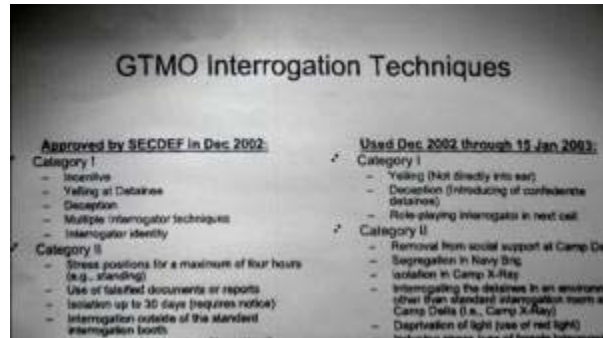 GTMO Interrogation Techniques
Approved by SECDEF in Dec 2002:
Category I
– Incentive
– Yelling at Detainee
– Deception
– Multiple Interrogator techniques
– Interrogator identity
Category II
– Stress positions for a maximum of four hours
(e.g., standing)
– Use of falsified documents or reports
– Isolation up to 30 days (requires notice)
– Interrogation outside of the standard
interrogation booth
Used Dec 2002 through 15 Jan 2003:
Category I
– Yelling (Not directly into ear)
– Deception (Introducing of confederate
detainee)
– Role-playing interrogator in next cell
Category II
– Removal from social support at Camp De
– Segregation in Navy Brig
– Isolation in Camp X-Ray
– Interrogating the detainee in an environm
other than standard interrogation room a
Camp Delta (i.e., Camp X-Ray)
– Deprivation of light (use of red light)